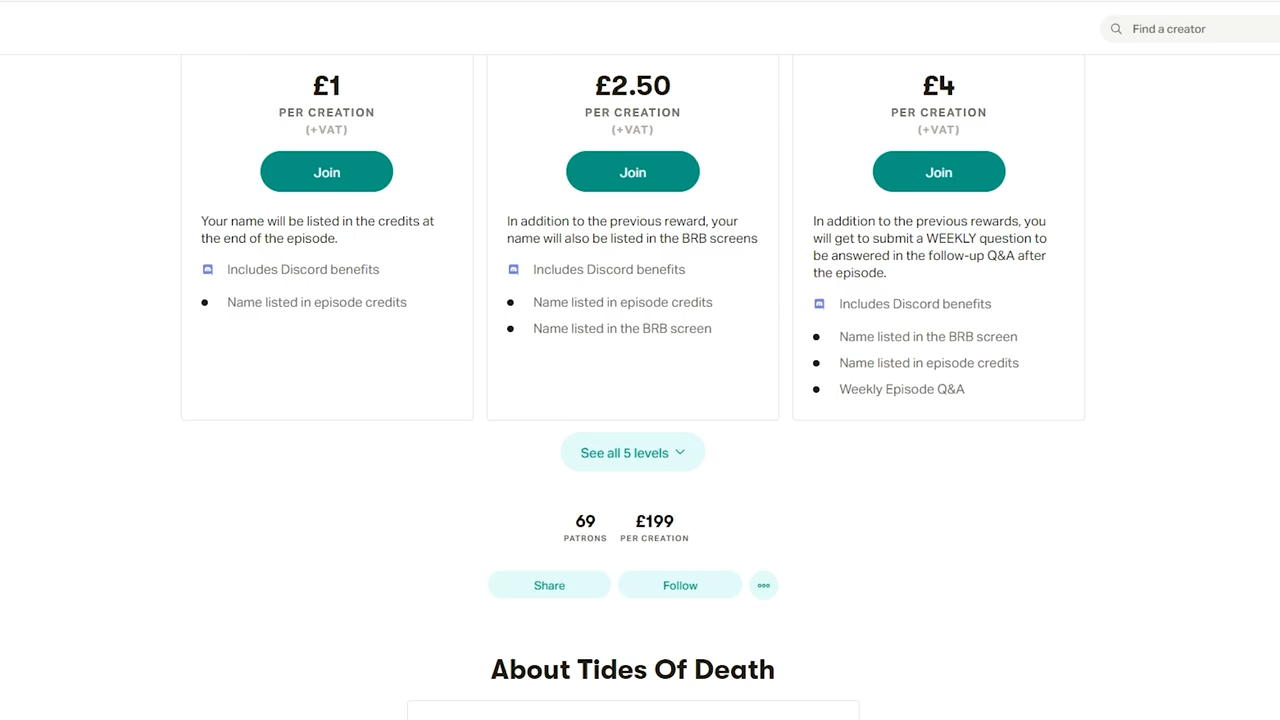 Find a creator
£1
PER CREATION
(+VAT)
Join
Your name will be listed in the credits at
the end of the episode.
Includes Discord benefits
Name listed in episode credits
£2.50
PER CREATION
(+VAT)
Join
In addition to the previous reward, your
name will also be listed in the BRB screens
Includes Discord benefits
Name listed in episode credits
Name listed in the BRB screen
£4
PER CREATION
(+VAT)
Join
In addition to the previous rewards, you
will get to submit a WEEKLY question to
be answered in the follow-up Q&A after
the episode.
Includes Discord benefits
Name listed in the BRB screen
Name listed in episode credits
Weekly Episode Q&A
See all 5 levels
69
PATRONS
£199
PER CREATION
Share
Follow
About Tides Of Death